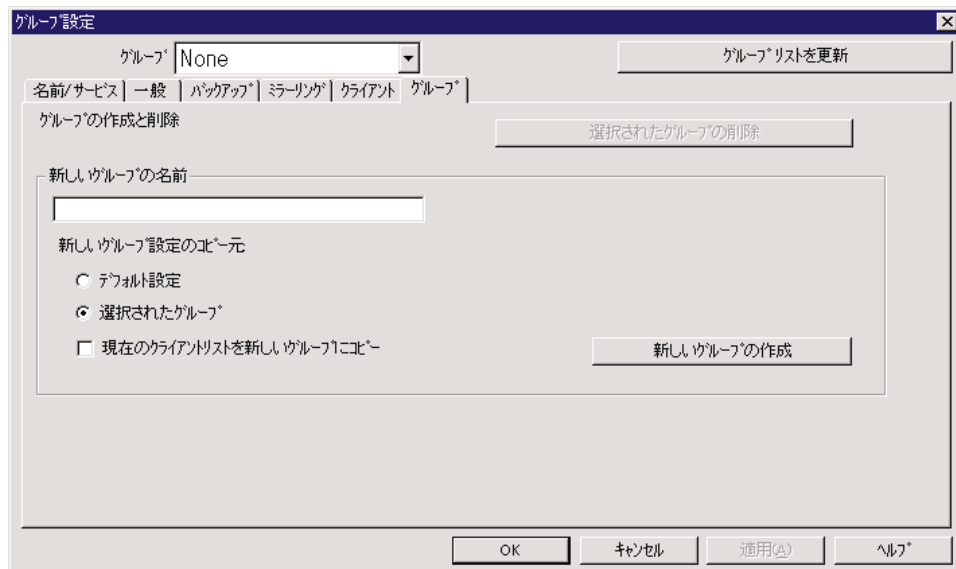 ｸﾞﾙｰﾌﾟ設定
ｸﾞﾙｰﾌﾟ None ｸﾞﾙｰﾌﾟﾘｽﾄを更新
名前/ｻｰﾋﾞｽ 一般 ﾊﾞｯｸｱｯﾌﾟ ﾐﾗｰﾘﾝｸﾞ ｸﾗｲｱﾝﾄ ｸﾞﾙｰﾌﾟ
ｸﾞﾙｰﾌﾟの作成と削除 選択されたｸﾞﾙｰﾌﾟの削除
新しいｸﾞﾙｰﾌﾟの名前
新しいｸﾞﾙｰﾌﾟ設定のｺﾋﾟｰ元
ﾃﾞﾌｫﾙﾄ設定
選択されたｸﾞﾙｰﾌﾟ
現在のｸﾗｲｱﾝﾄﾘｽﾄを新しいｸﾞﾙｰﾌﾟにｺﾋﾟｰ 新しいｸﾞﾙｰﾌﾟの作成
OK ｷｬﾝｾﾙ 適用(A) ﾍﾙﾌﾟ